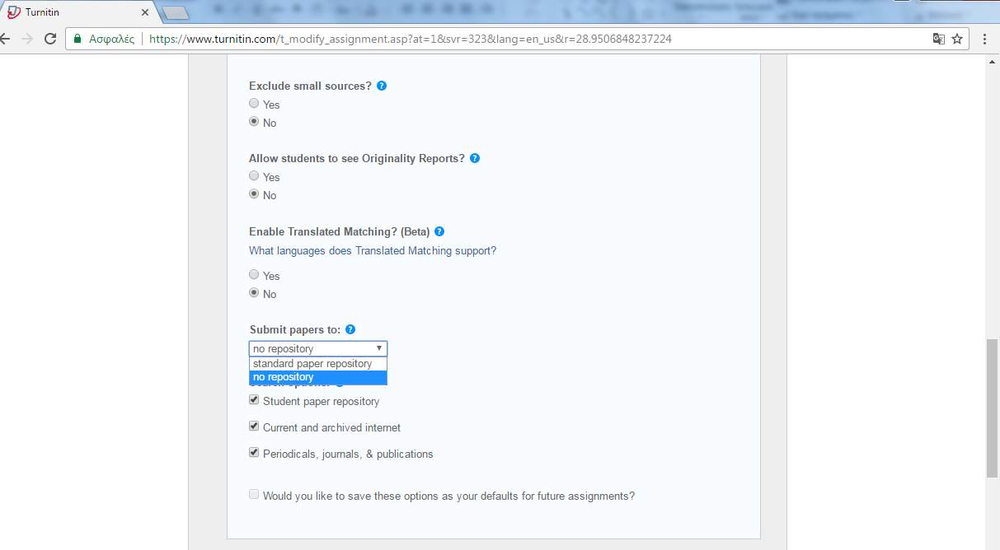 Turnitin
Ασφαλές
https://www.turnitin.com/t_modify_assignment.asp?at=1&svr=323&lang=en_us&r=28.9506848237224
Exclude small sources? ?
Yes
No
Allow students to see Originality Reports? ?
Yes
No
Enable Translated Matching? (Beta) ?
What languages does Translated Matching support?
Yes
No
Submit papers to: ?
no repository
standard paper repository
no repository
Student paper repository
Current and archived internet
Periodicals, journals, & publications
Would you like to save these options as your defaults for future assignments?